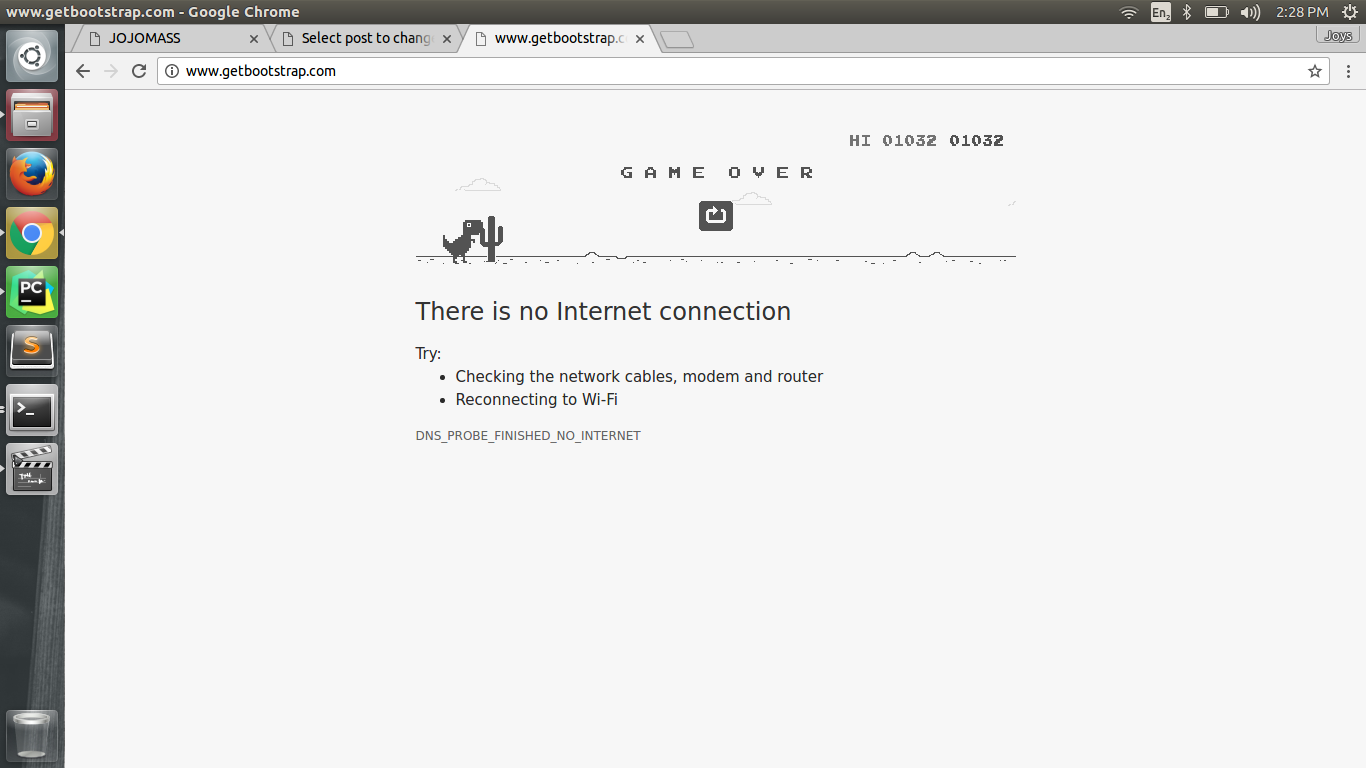 www.getbootstrap.com - Google Chrome
En2
2:28 PM
JOJOMASS
Select post to chang
www.getbootstrap.c
Joys
www.getbootstrap.com
HI 01032 01032
GAME OVER
There is no Internet connection
Try:
Checking the network cables, modem and router
Reconnecting to Wi-Fi
DNS_PROBE_FINISHED_NO_INTERNET
PC
S
>_